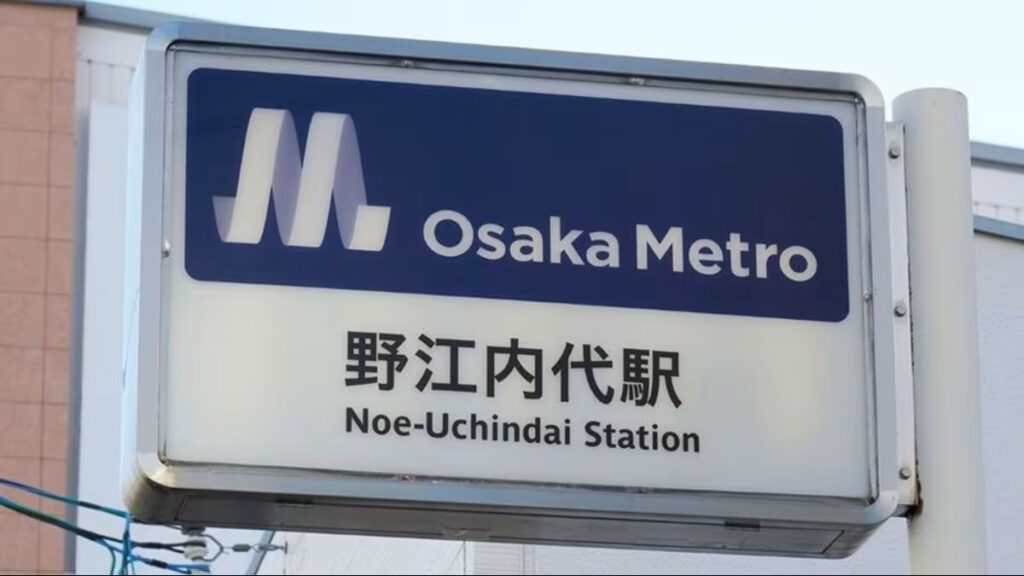 Osaka Metro
野江内代駅
Noe-Uchindai Station